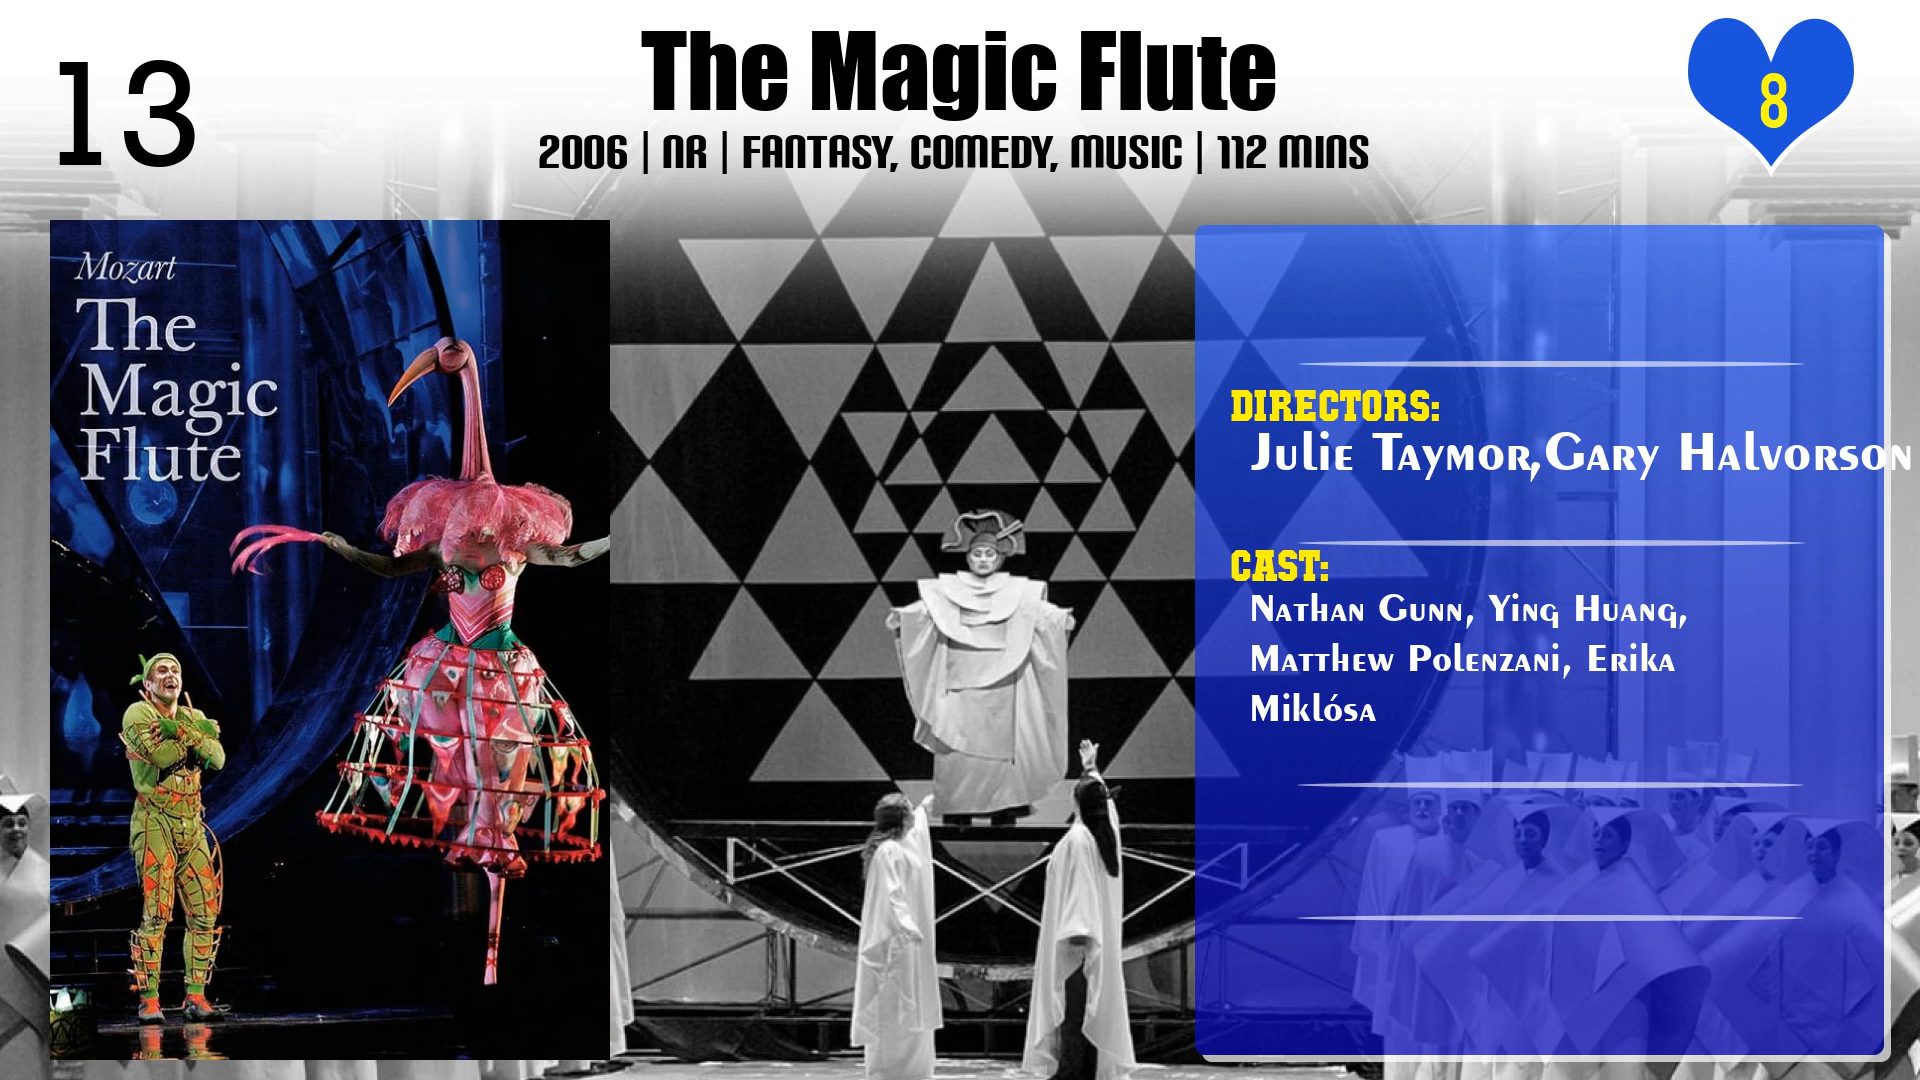 13
The Magic Flute
8
2006 | NR | FANTASY, COMEDY, MUSIC | 112 MINS
Mozart
The
Magic
Flute
DIRECTORS:
Julie Taymor,Gary Halvorson
CAST:
Nathan Gunn, Ying Huang,
Matthew Polenzani, Erika
Miklósa